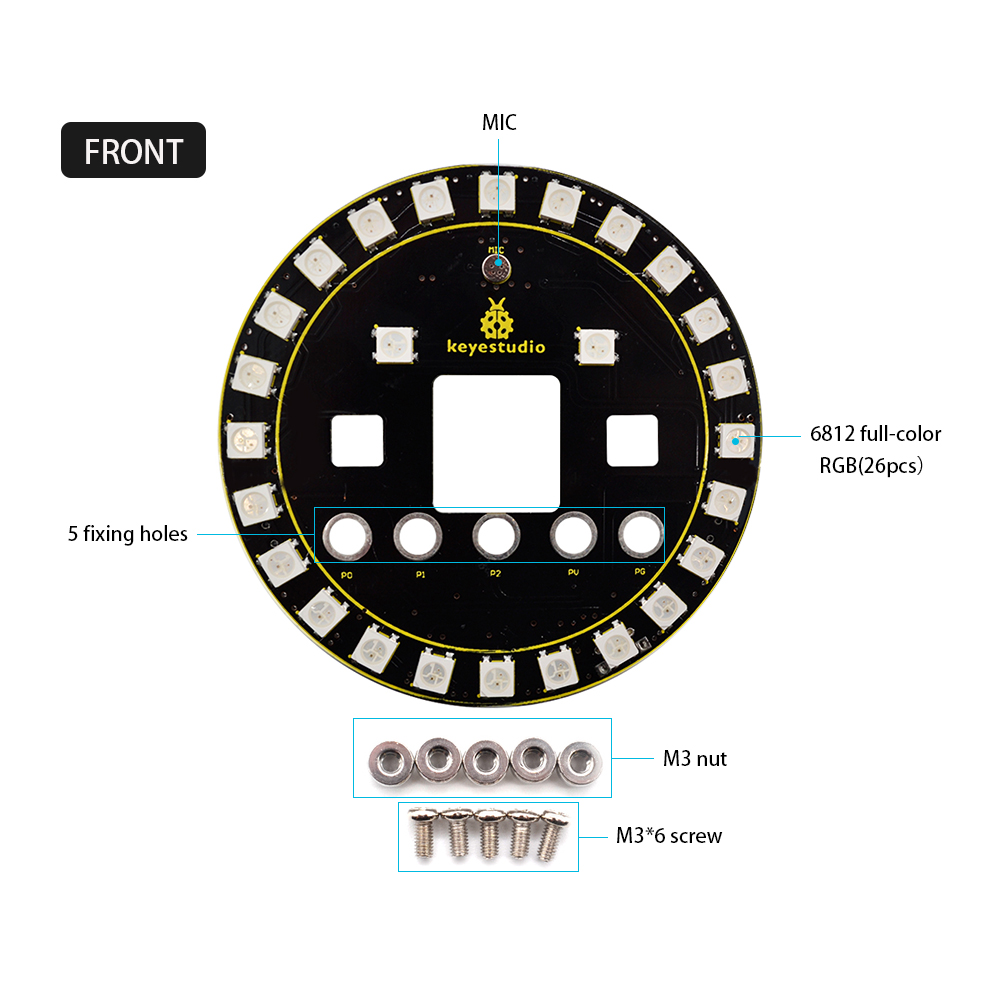 MIC
FRONT
MIC
keyestudio
6812 full-color
RGB(26pcs）
5 fixing holes
P0 P1 P2 PV PG
M3 nut
M3*6 screw